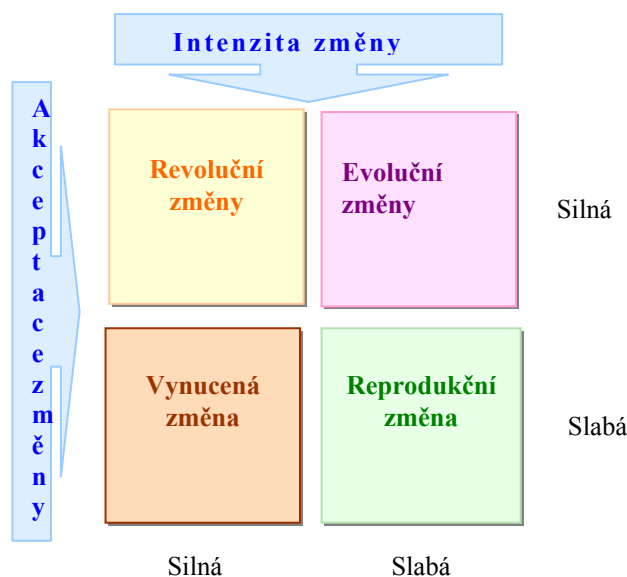 Intenzita změny
A
k
c
e
p
t
a
c
e
z
m
ě
n
y
Revoluční
změny
Evoluční
změny
Silná
Vynucená
změna
Reprodukční
změna
Slabá
Silná
Slabá